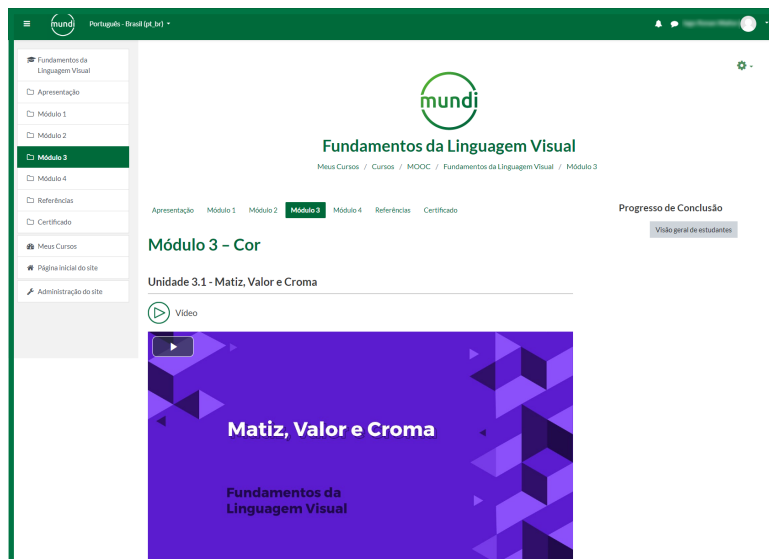 mundi
Português - Brasil (pt_br)
Fundamentos da
Linguagem Visual
Apresentação
Módulo 1
Módulo 2
Módulo 3
Módulo 4
Referências
Certificado
Meus Cursos
Página inicial do site
Administração do site
mundi
Fundamentos da Linguagem Visual
Meus Cursos / Cursos / MOOC / Fundamentos da Linguagem Visual / Módulo 3
Apresentação Módulo 1 Módulo 2 Módulo 3 Módulo 4 Referências Certificado
Módulo 3 – Cor
Unidade 3.1 - Matiz, Valor e Croma
Vídeo
Matiz, Valor e Croma
Fundamentos da
Linguagem Visual
Progresso de Conclusão
Visão geral de estudantes